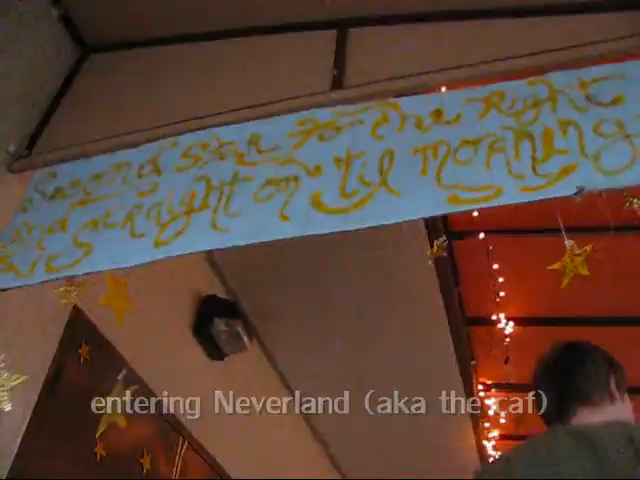 Second star to the Right
and straight on 'til morning
entering Neverland (aka the caf)